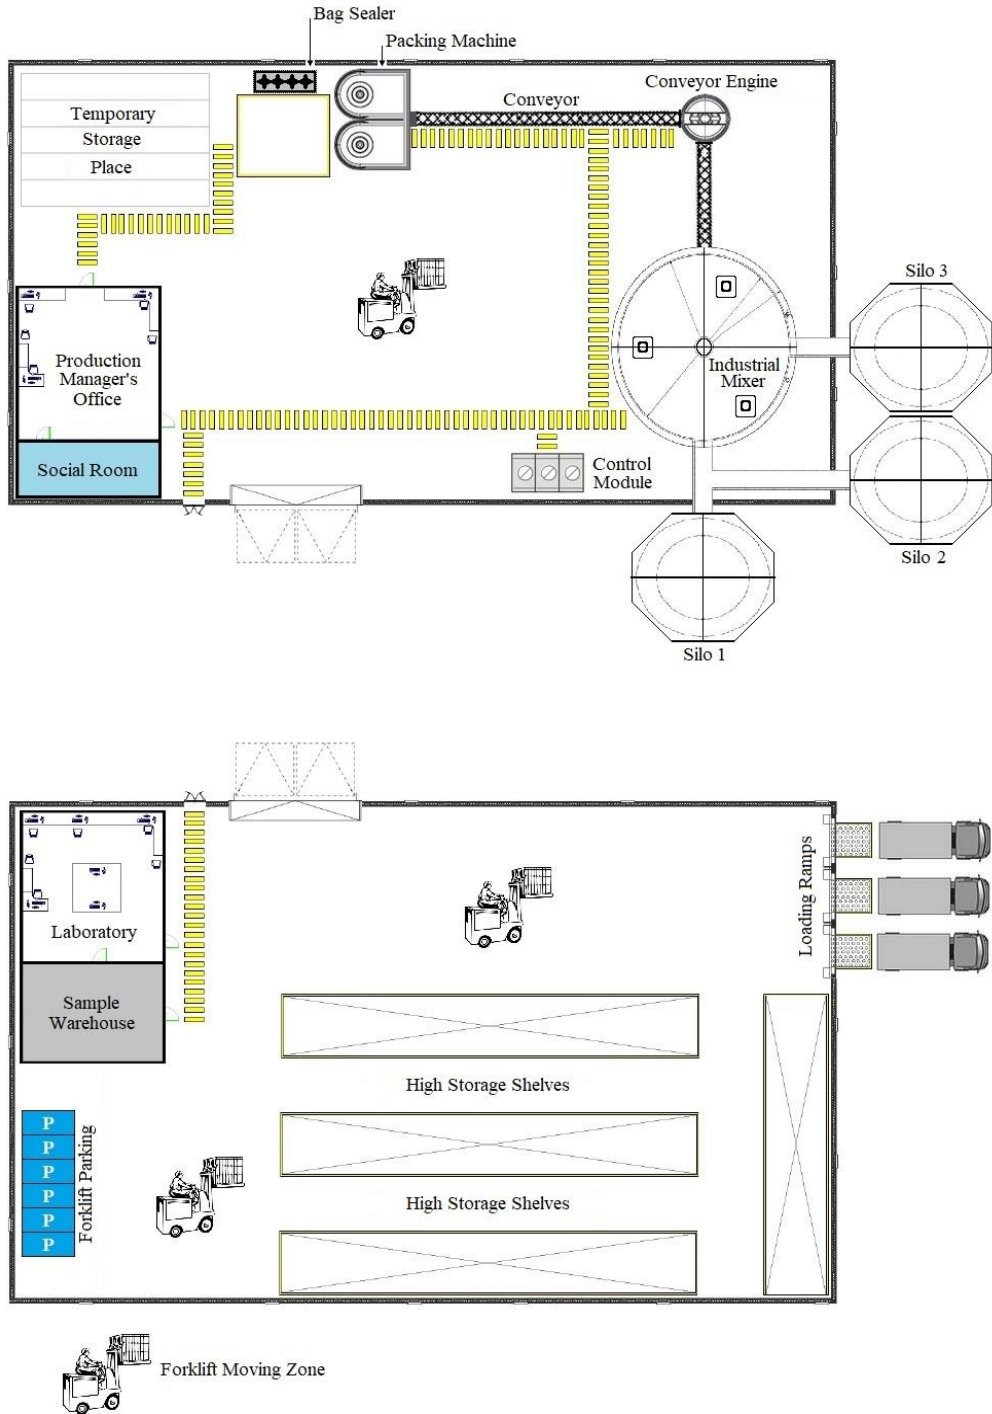 Bag Sealer
Packing Machine
Conveyor Engine
Conveyor
Temporary
Storage
Place
Silo 3
Production
Manager's
Office
Industrial
Mixer
Social Room
Control
Module
Silo 2
Silo 1
Laboratory
Loading Ramps
Sample
Warehouse
High Storage Shelves
P
P
P
P
P
P
Forklift Parking
High Storage Shelves
Forklift Moving Zone